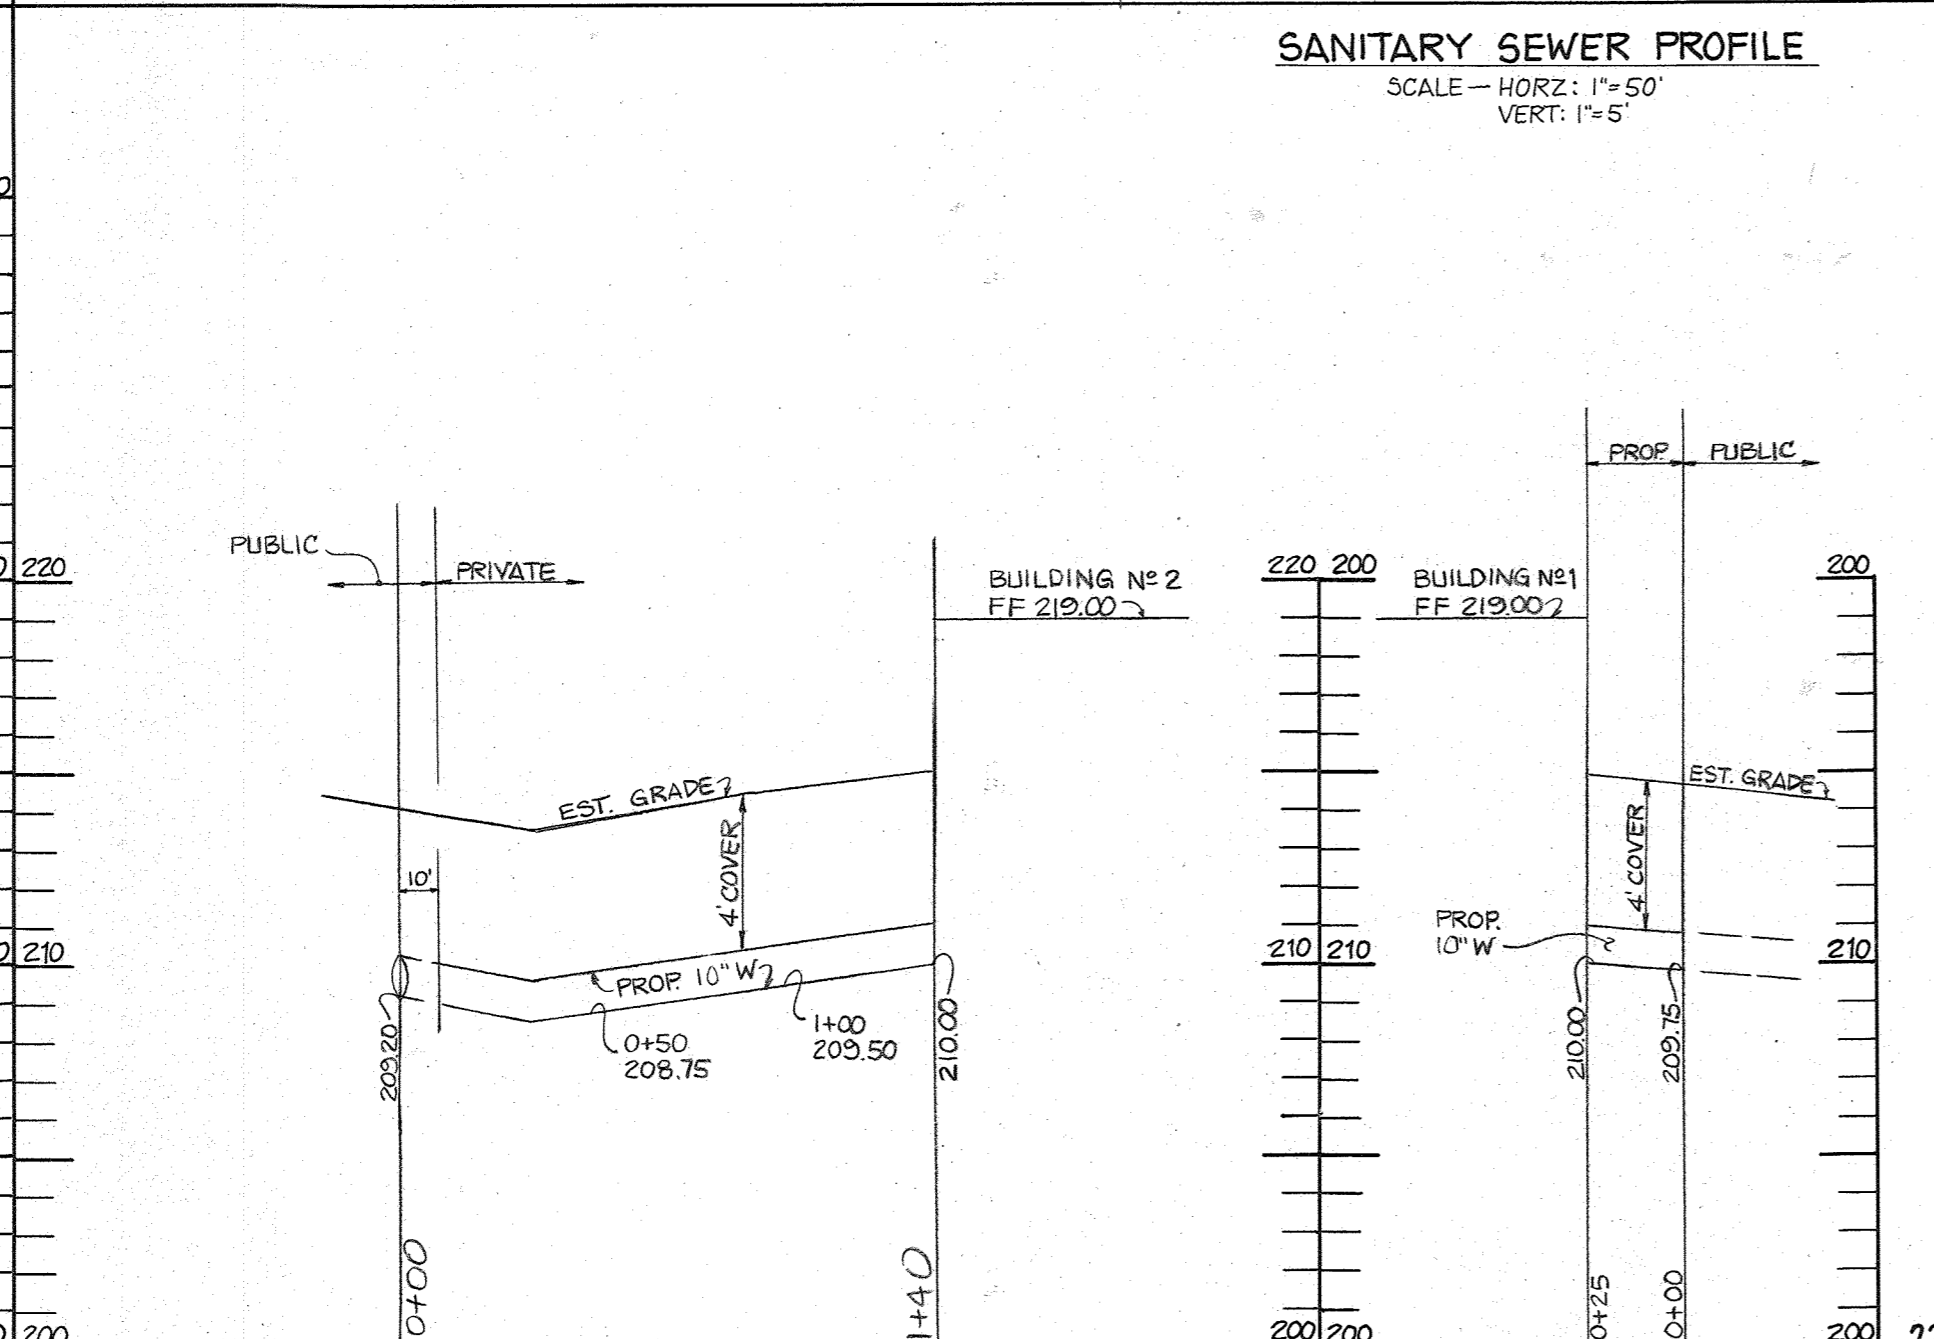 SANITARY SEWER PROFILE
SCALE — HORZ: 1"=50'
VERT: 1"=5'
PROP. PUBLIC
PUBLIC
PRIVATE
220
BUILDING Nº 2
FF 219.00
220 200
BUILDING Nº1
FF 219.00
200
EST. GRADE
EST. GRADE
4' COVER
4' COVER
10'
210
PROP. 10" W
0+50
208.75
1+00
209.50
209.20
210.00
210 210
PROP.
10" W
210.00
209.75
210
0+00
1+40
0+25
0+00
200
200 200
200